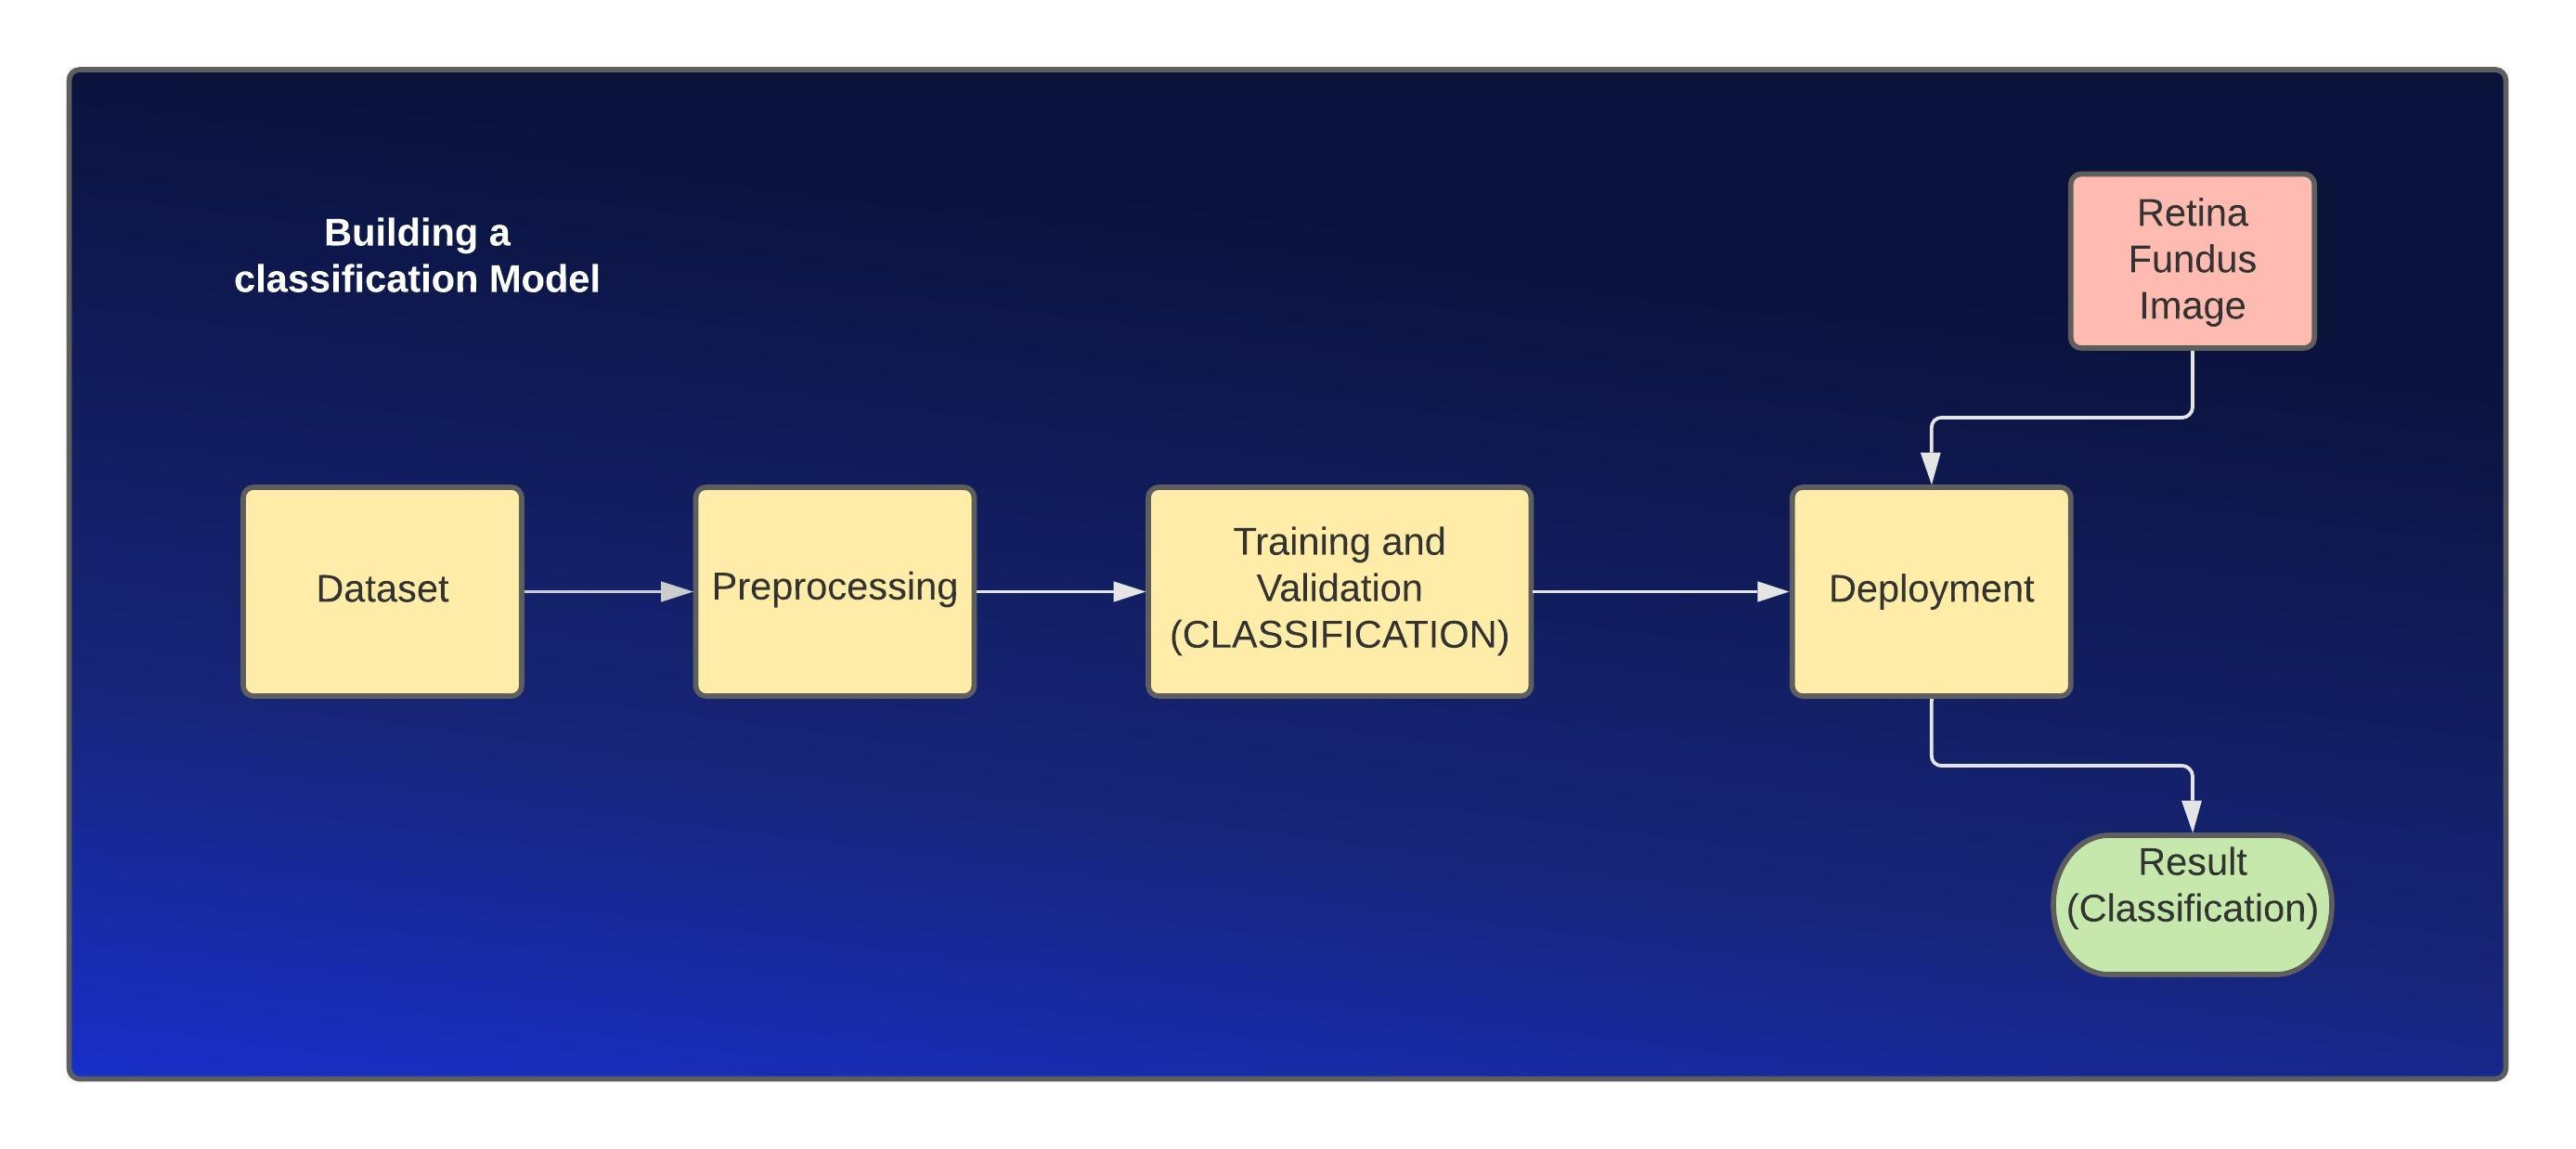 Building a
classification Model
Retina
Fundus
Image
Dataset
Preprocessing
Training and
Validation
(CLASSIFICATION)
Deployment
Result
(Classification)